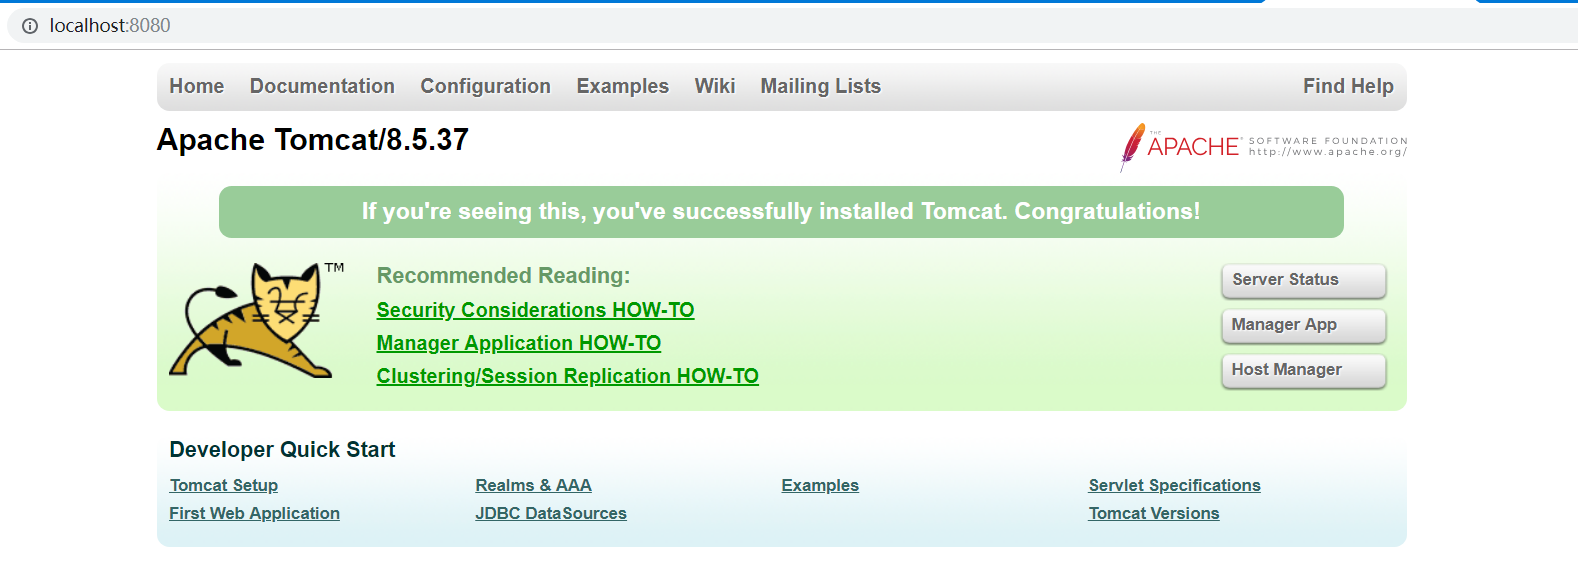 localhost:8080
Home Documentation Configuration Examples Wiki Mailing Lists Find Help
Apache Tomcat/8.5.37
THE APACHE® SOFTWARE FOUNDATION
http://www.apache.org/
If you're seeing this, you've successfully installed Tomcat. Congratulations!
TM
Recommended Reading:
Security Considerations HOW-TO
Manager Application HOW-TO
Clustering/Session Replication HOW-TO
Server Status
Manager App
Host Manager
Developer Quick Start
Tomcat Setup Realms & AAA Examples Servlet Specifications
First Web Application JDBC DataSources Tomcat Versions